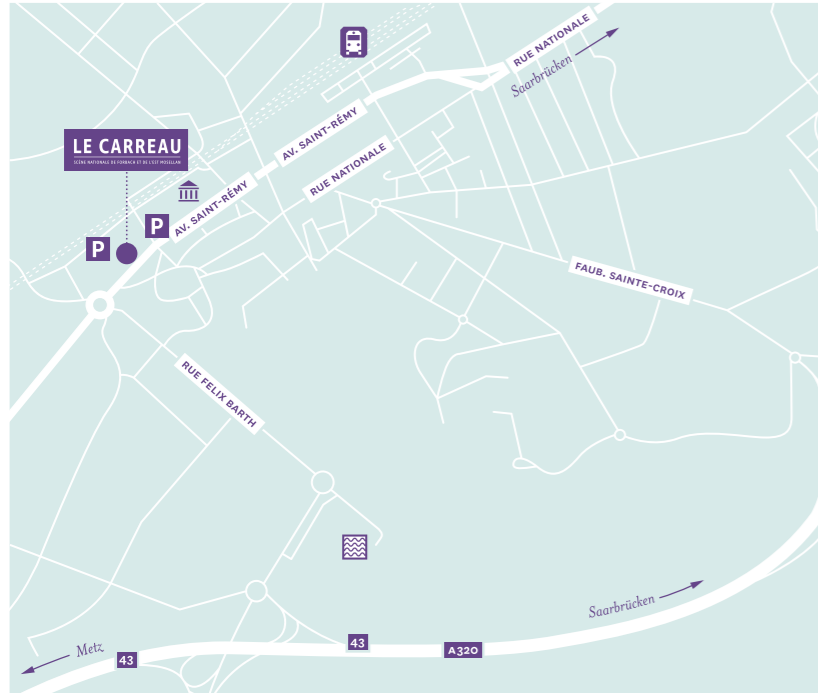 RUE NATIONALE
Saarbrücken
AV. SAINT-RÉMY
LE CARREAU
SCÈNE NATIONALE DE FORBACH ET DE L'EST MOSELLAN
RUE NATIONALE
AV. SAINT-RÉMY
P
P
FAUB. SAINTE-CROIX
RUE FELIX BARTH
Saarbrücken
43
A320
Metz
43